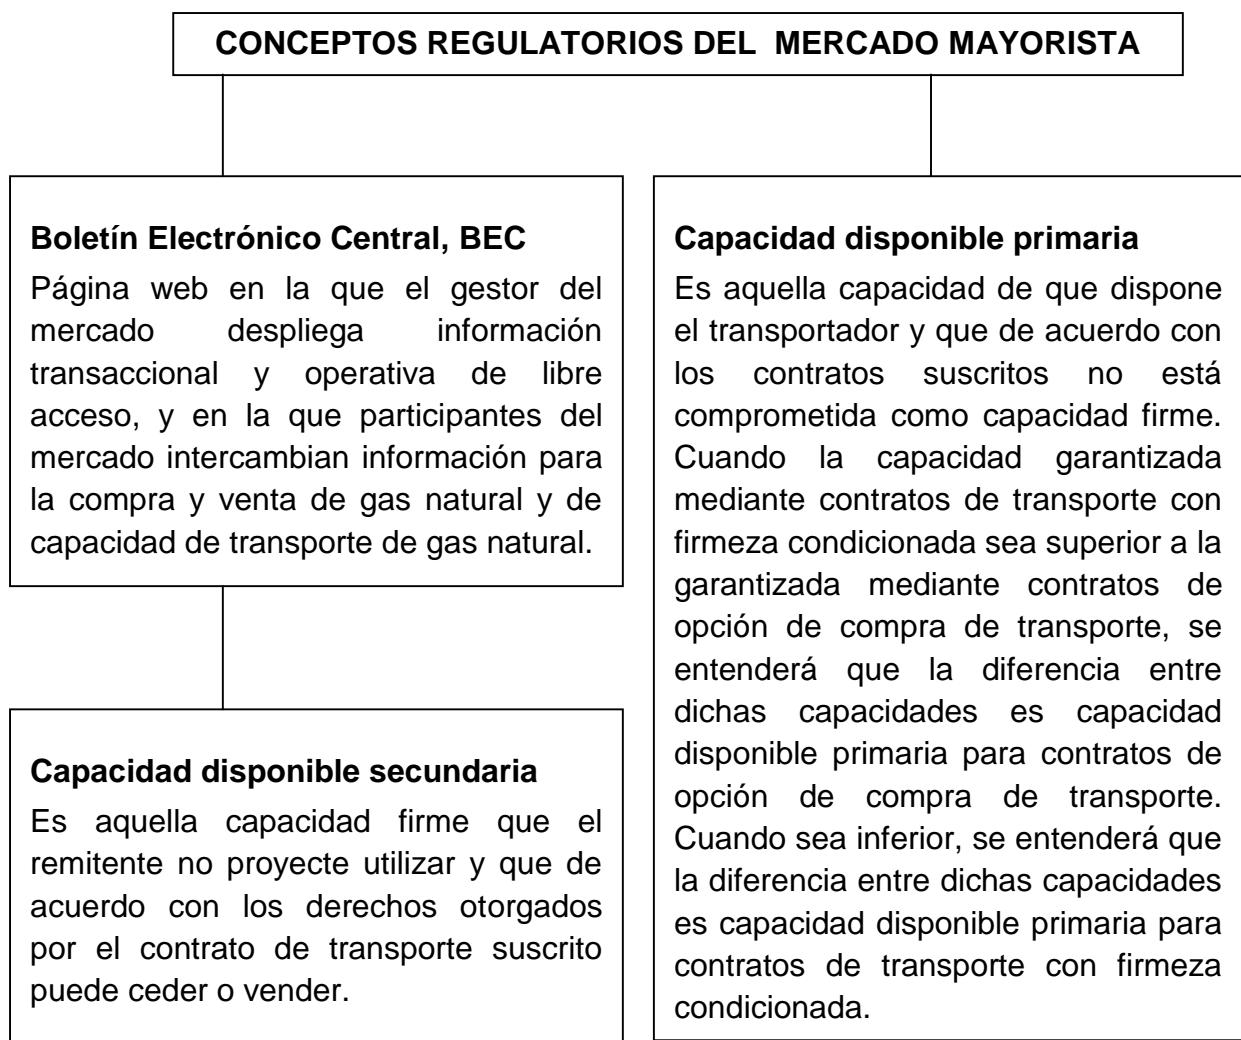 CONCEPTOS REGULATORIOS DEL MERCADO MAYORISTA
Boletín Electrónico Central, BEC
Página web en la que el gestor del
mercado despliega información
transaccional y operativa de libre
acceso, y en la que participantes del
mercado intercambian información para
la compra y venta de gas natural y de
capacidad de transporte de gas natural.
Capacidad disponible secundaria
Es aquella capacidad firme que el
remitente no proyecte utilizar y que de
acuerdo con los derechos otorgados
por el contrato de transporte suscrito
puede ceder o vender.
Capacidad disponible primaria
Es aquella capacidad de que dispone
el transportador y que de acuerdo con
los contratos suscritos no está
comprometida como capacidad firme.
Cuando la capacidad garantizada
mediante contratos de transporte con
firmeza condicionada sea superior a la
garantizada mediante contratos de
opción de compra de transporte, se
entenderá que la diferencia entre
dichas capacidades es capacidad
disponible primaria para contratos de
opción de compra de transporte.
Cuando sea inferior, se entenderá que
la diferencia entre dichas capacidades
es capacidad disponible primaria para
contratos de transporte con firmeza
condicionada.